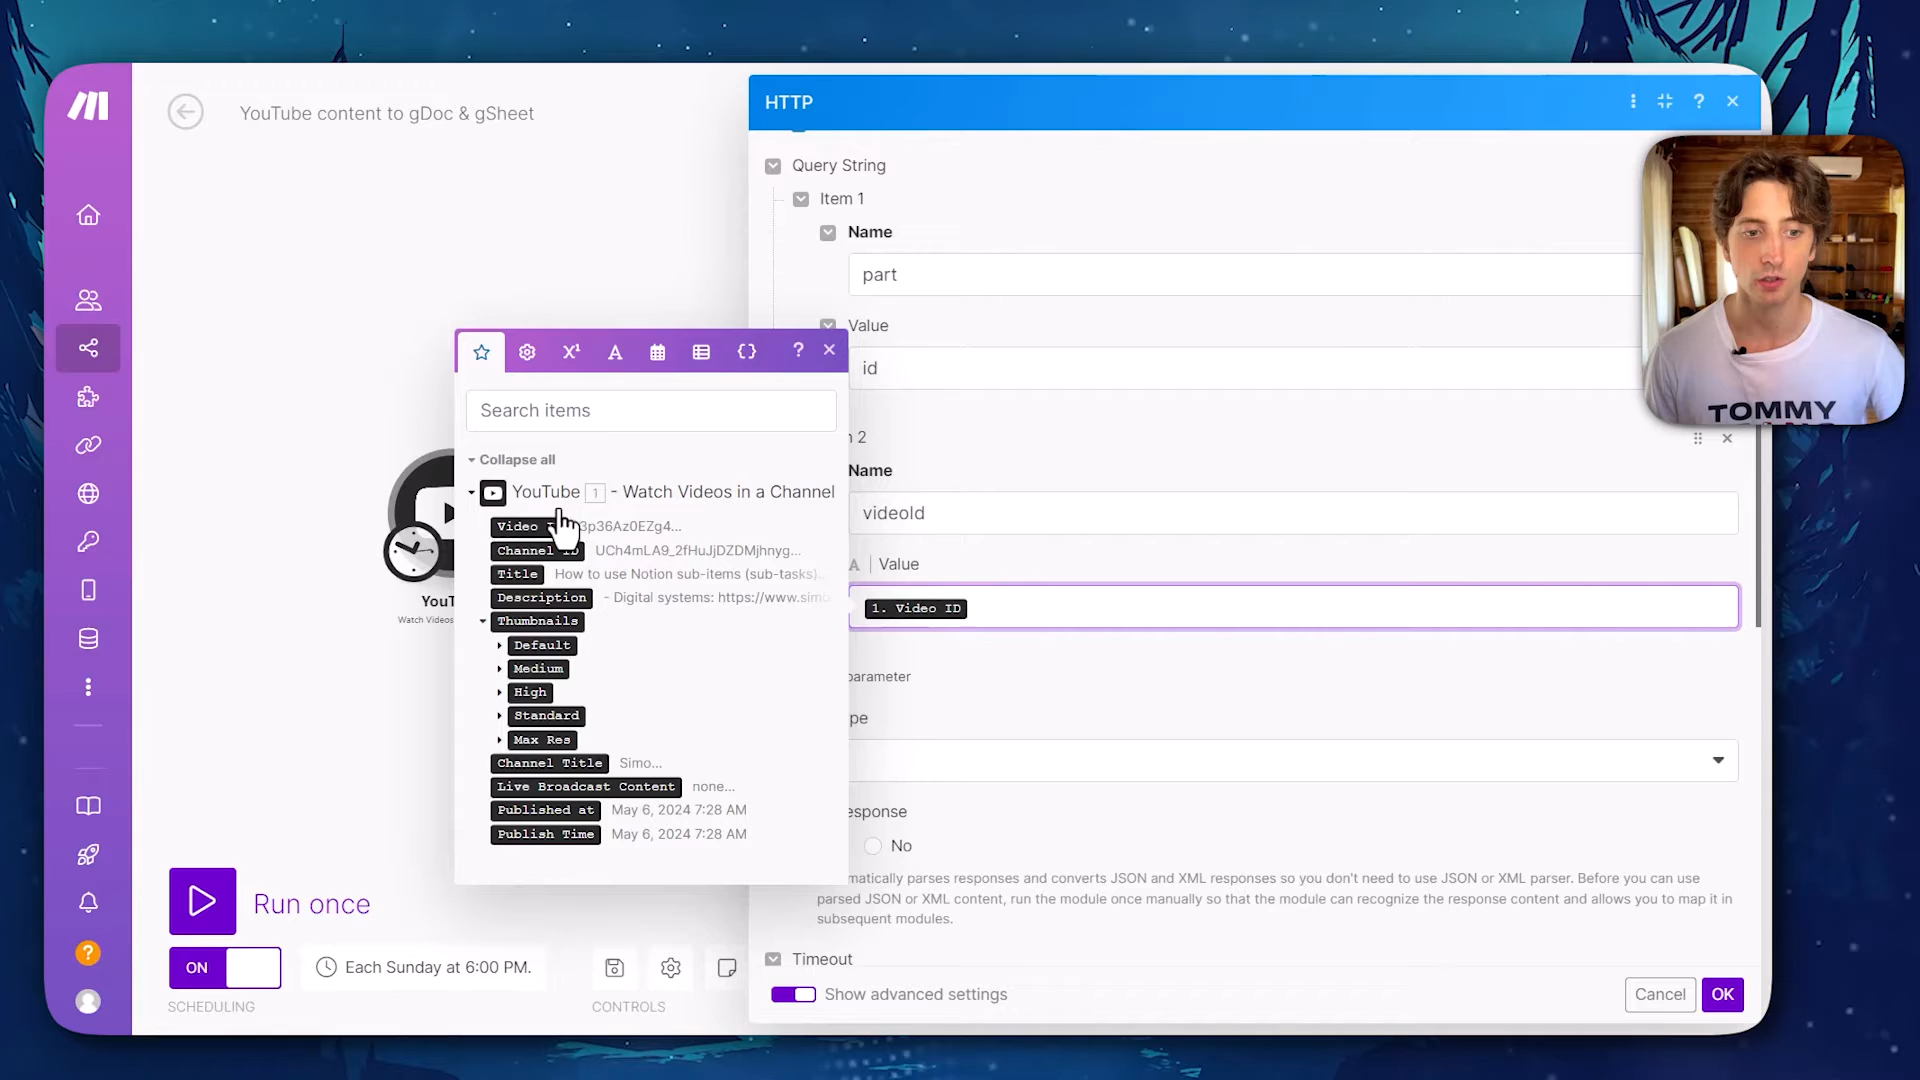 YouTube content to gDoc & gSheet
HTTP
?
Query String
Item 1
Name
part
Value
id
n 2
Name
videoId
A | Value
1. Video ID
parameter
pe
esponse
No
matically parses responses and converts JSON and XML responses so you don't need to use JSON or XML parser. Before you can use
parsed JSON or XML content, run the module once manually so that the module can recognize the response content and allows you to map it in
subsequent modules.
Timeout
Show advanced settings
Cancel
OK
X¹ A {} ?
Search items
Collapse all
YouTube 1 - Watch Videos in a Channel
Video 3p36Az0EZg4...
Channel ID UCh4mLA9_2fHuJjDZDMjhnyg...
Title How to use Notion sub-items (sub-tasks)...
Description - Digital systems: https://www.simo
Thumbnails
Default
Medium
High
Standard
Max Res
Channel Title Simo...
Live Broadcast Content none...
Published at May 6, 2024 7:28 AM
Publish Time May 6, 2024 7:28 AM
YouT
Watch Videos
Run once
ON
Each Sunday at 6:00 PM.
SCHEDULING
CONTROLS
?
TOMMY